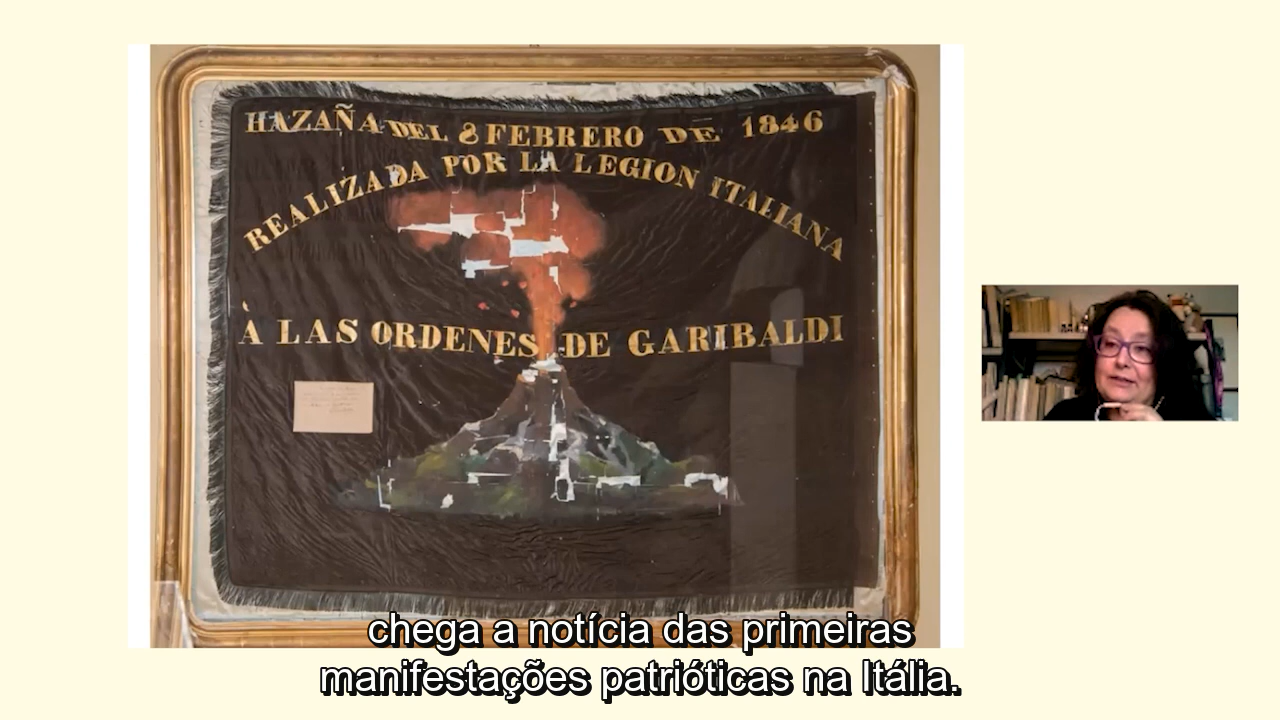 HAZAÑA DEL 8 FEBRERO DE 1846
REALIZADA POR LA LEGION ITALIANA
À LAS ORDENES DE GARIBALDI
chega a notícia das primeiras
manifestações patrióticas na Itália.